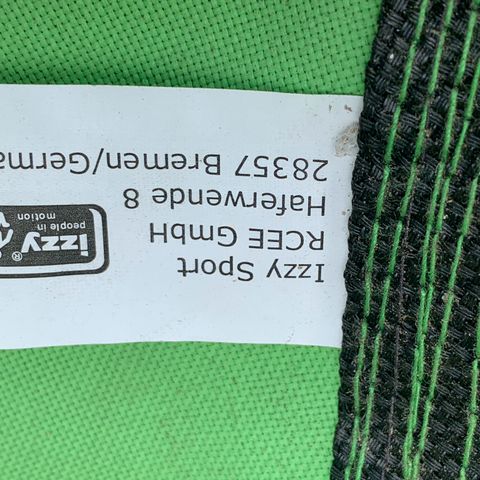 Izzy Sport
RCEE GmbH
Haferwende 8
28357 Bremen/Germa
izzy®
people in
motion